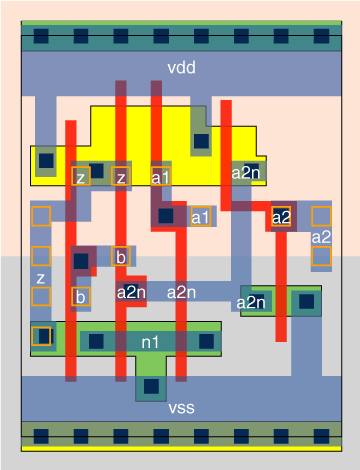 vdd
z z a1 a2n
a1 a2
a2
b
z
b a2n a2n a2n
n1
vss